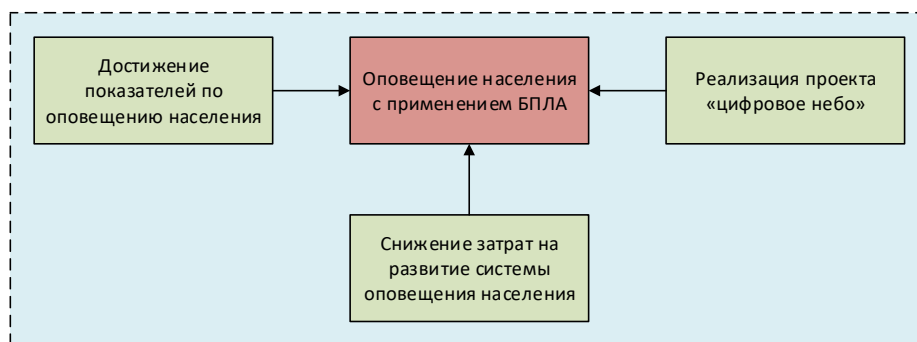 Достижение
показателей по
оповещению населения
Оповещение населения
с применением БПЛА
Реализация проекта
«цифровое небо»
Снижение затрат на
развитие системы
оповещения населения